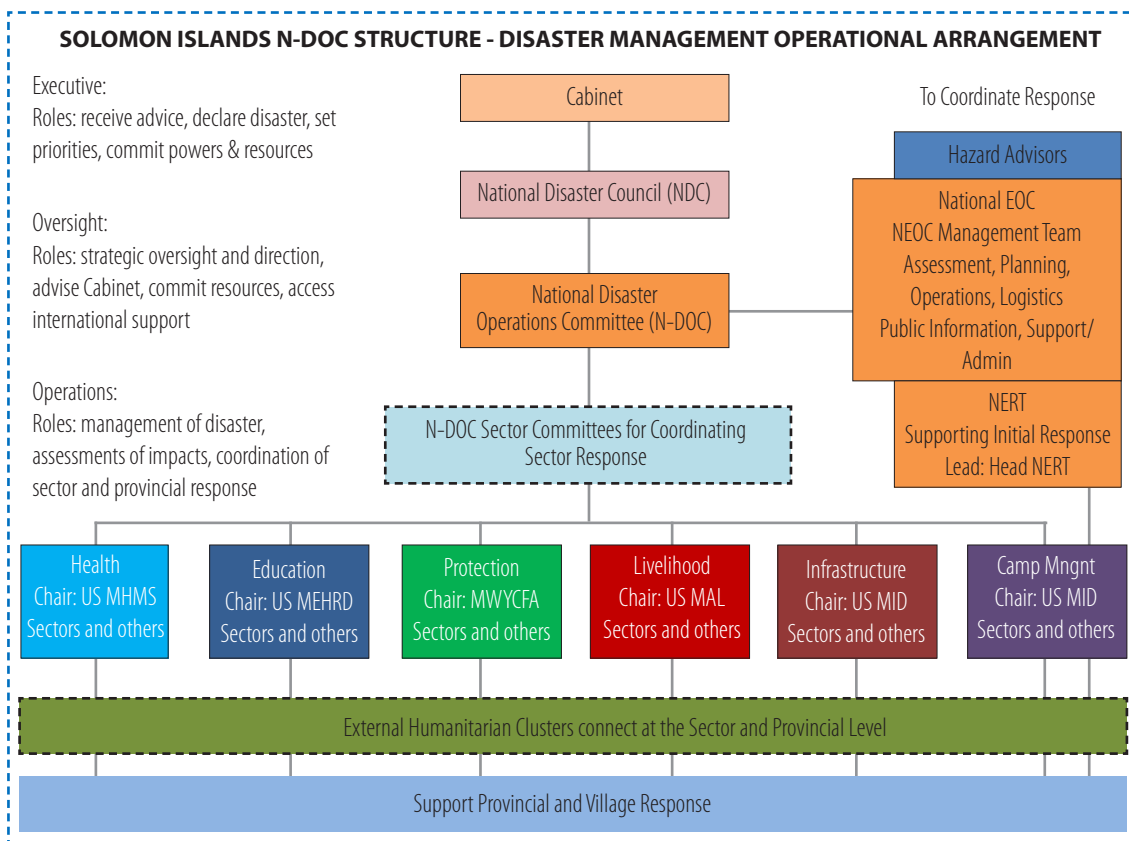 SOLOMON ISLANDS N-DOC STRUCTURE - DISASTER MANAGEMENT OPERATIONAL ARRANGEMENT
Executive:
Roles: receive advice, declare disaster, set
priorities, commit powers & resources
Oversight:
Roles: strategic oversight and direction,
advise Cabinet, commit resources, access
international support
Operations:
Roles: management of disaster,
assessments of impacts, coordination of
sector and provincial response
Cabinet
National Disaster Council (NDC)
National Disaster
Operations Committee (N-DOC)
N-DOC Sector Committees for Coordinating
Sector Response
To Coordinate Response
Hazard Advisors
National EOC
NEOC Management Team
Assessment, Planning,
Operations, Logistics
Public Information, Support/
Admin
NERT
Supporting Initial Response
Lead: Head NERT
Health
Chair: US MHMS
Sectors and others
Education
Chair: US MEHRD
Sectors and others
Protection
Chair: MWYCFA
Sectors and others
Livelihood
Chair: US MAL
Sectors and others
Infrastructure
Chair: US MID
Sectors and others
Camp Mngnt
Chair: US MID
Sectors and others
External Humanitarian Clusters connect at the Sector and Provincial Level
Support Provincial and Village Response